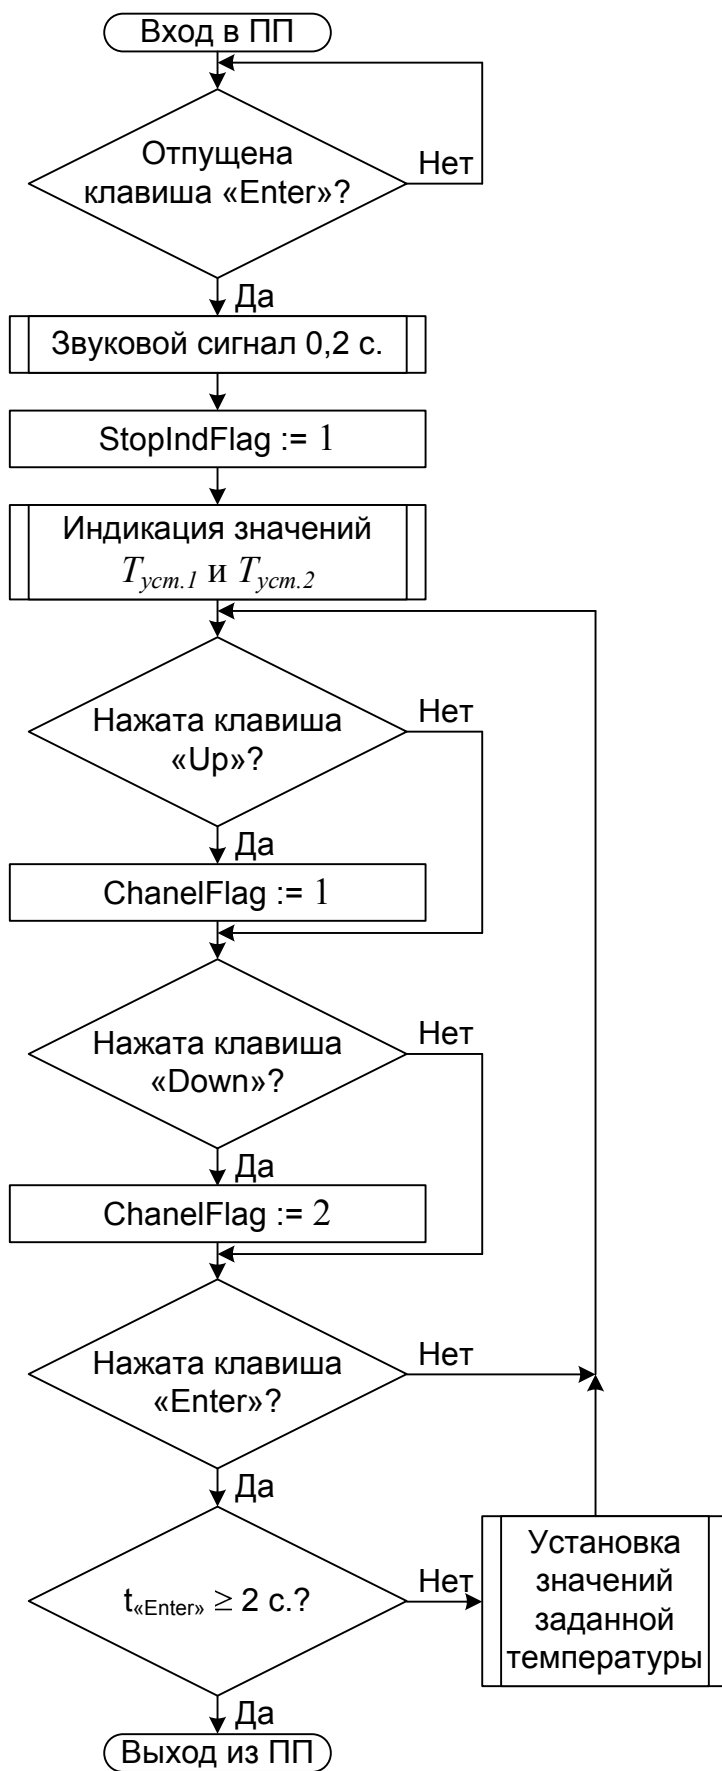 Вход в ПП
Отпущена
клавиша «Enter»?
Нет
Да
Звуковой сигнал 0,2 с.
StopIndFlag := 1
Индикация значений
Tуст.1 и Tуст.2
Нажата клавиша
«Up»?
Нет
Да
ChanelFlag := 1
Нажата клавиша
«Down»?
Нет
Да
ChanelFlag := 2
Нажата клавиша
«Enter»?
Нет
Да
t«Enter» ≥ 2 с.?
Нет
Установка
значений
заданной
температуры
Да
Выход из ПП